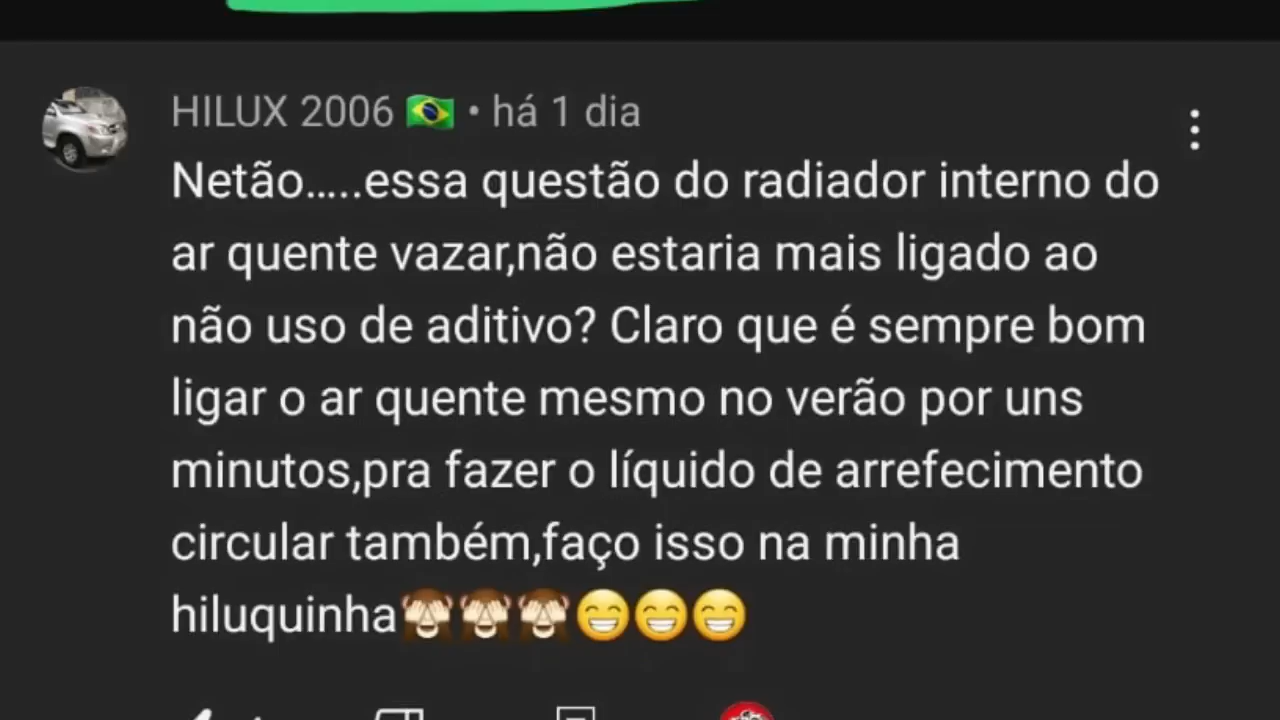 HILUX 2006 🇧🇷 • há 1 dia
Netão.....essa questão do radiador interno do
ar quente vazar,não estaria mais ligado ao
não uso de aditivo? Claro que é sempre bom
ligar o ar quente mesmo no verão por uns
minutos,pra fazer o líquido de arrefecimento
circular também,faço isso na minha
hiluquinha🙈🙈🙈😁😁😁